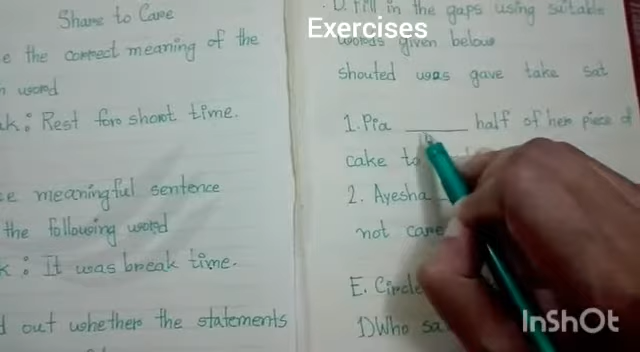 Share to Care
e the correct meaning of the
word
k: Rest for short time.
e meaningful sentence
the following word
k: It was break time.
d out whether the statements
Exercises
D. Fill in the gaps using suitable
words given below
shouted was gave take sat
1. Pia ______ half of her piece of
cake to
2. Ayesha
not care
E. Circle
1) Who sa
InShOt